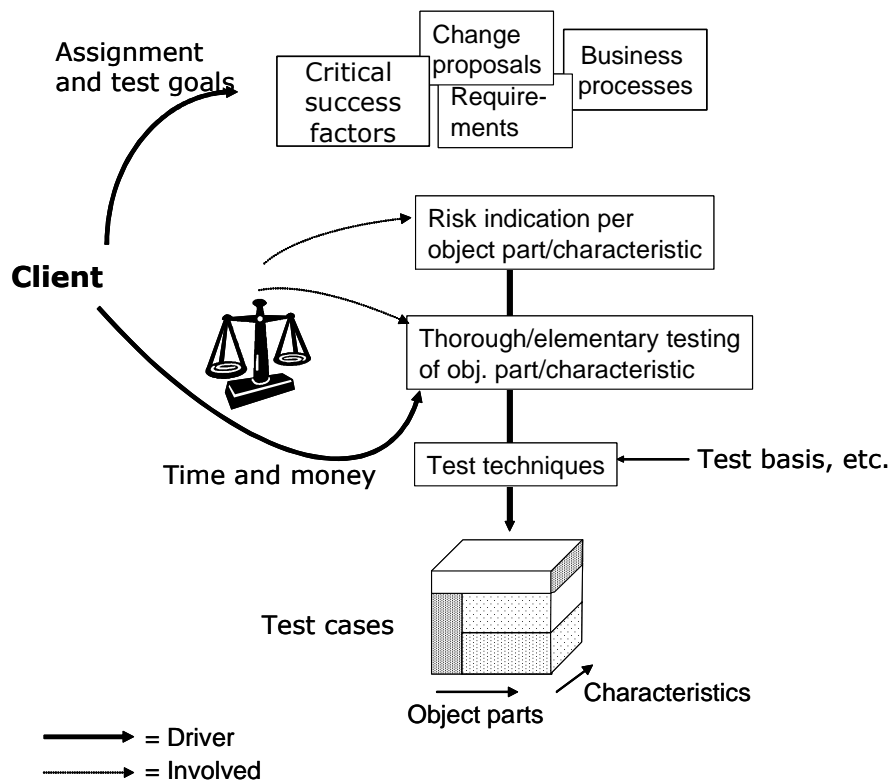 Assignment
and test goals
Change
proposals
Business
processes
Critical
success
factors
Require-
ments
Risk indication per
object part/characteristic
Client
Thorough/elementary testing
of obj. part/characteristic
Time and money
Test techniques
Test basis, etc.
Test cases
Characteristics
Object parts
= Driver
= Involved